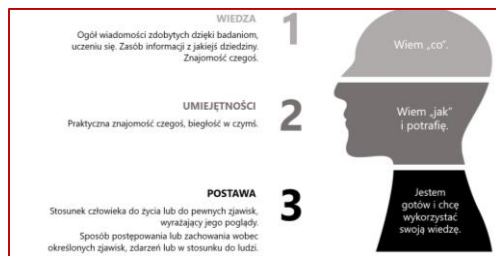 WIEDZA
Ogół wiadomości zdobytych dzięki badaniom,
uczeniu się. Zasób informacji z jakiejś dziedziny.
Znajomość czegoś.
1
Wiem „co".
UMIEJĘTNOŚCI
Praktyczna znajomość czegoś, biegłość w czymś.
2
Wiem „jak"
i potrafię.
POSTAWA
Stosunek człowieka do życia lub do pewnych zjawisk,
wyrażający jego poglądy.
Sposób postępowania lub zachowania wobec
określonych zjawisk, zdarzeń lub w stosunku do ludzi.
3
Jestem
gotów i chcę
wykorzystać
swoją wiedzę.